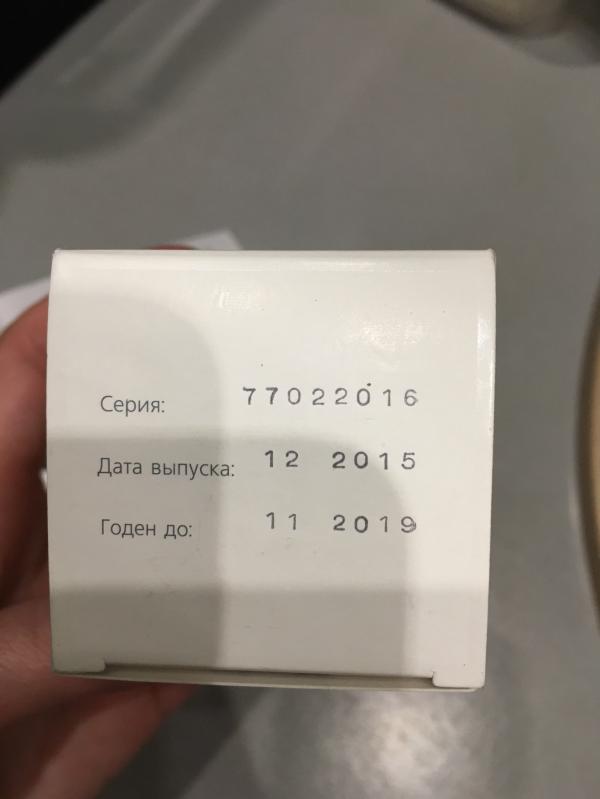 Серия: 77022016
Дата выпуска: 12 2015
Годен до: 11 2019